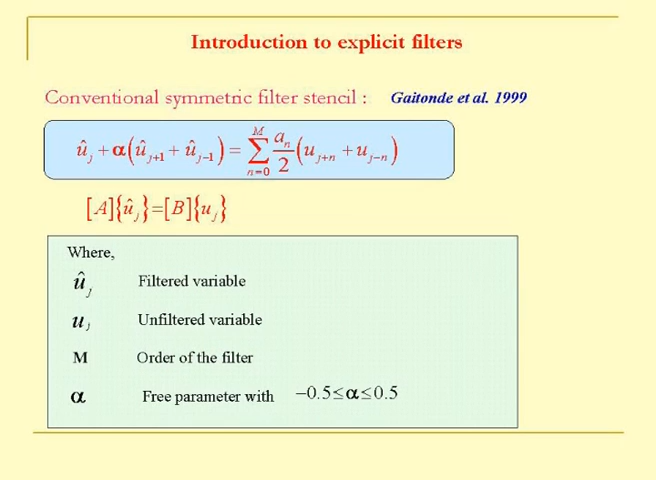 Introduction to explicit filters
Conventional symmetric filter stencil : Gaitonde et al. 1999
û_j + α(û_{j+1} + û_{j-1}) = ∑_{n=0}^{M} a_n/2 (u_{j+n} + u_{j-n})
[A]{û_j}=[B]{u_j}
Where,
û_j Filtered variable
u_j Unfiltered variable
M Order of the filter
α Free parameter with −0.5≤α≤0.5